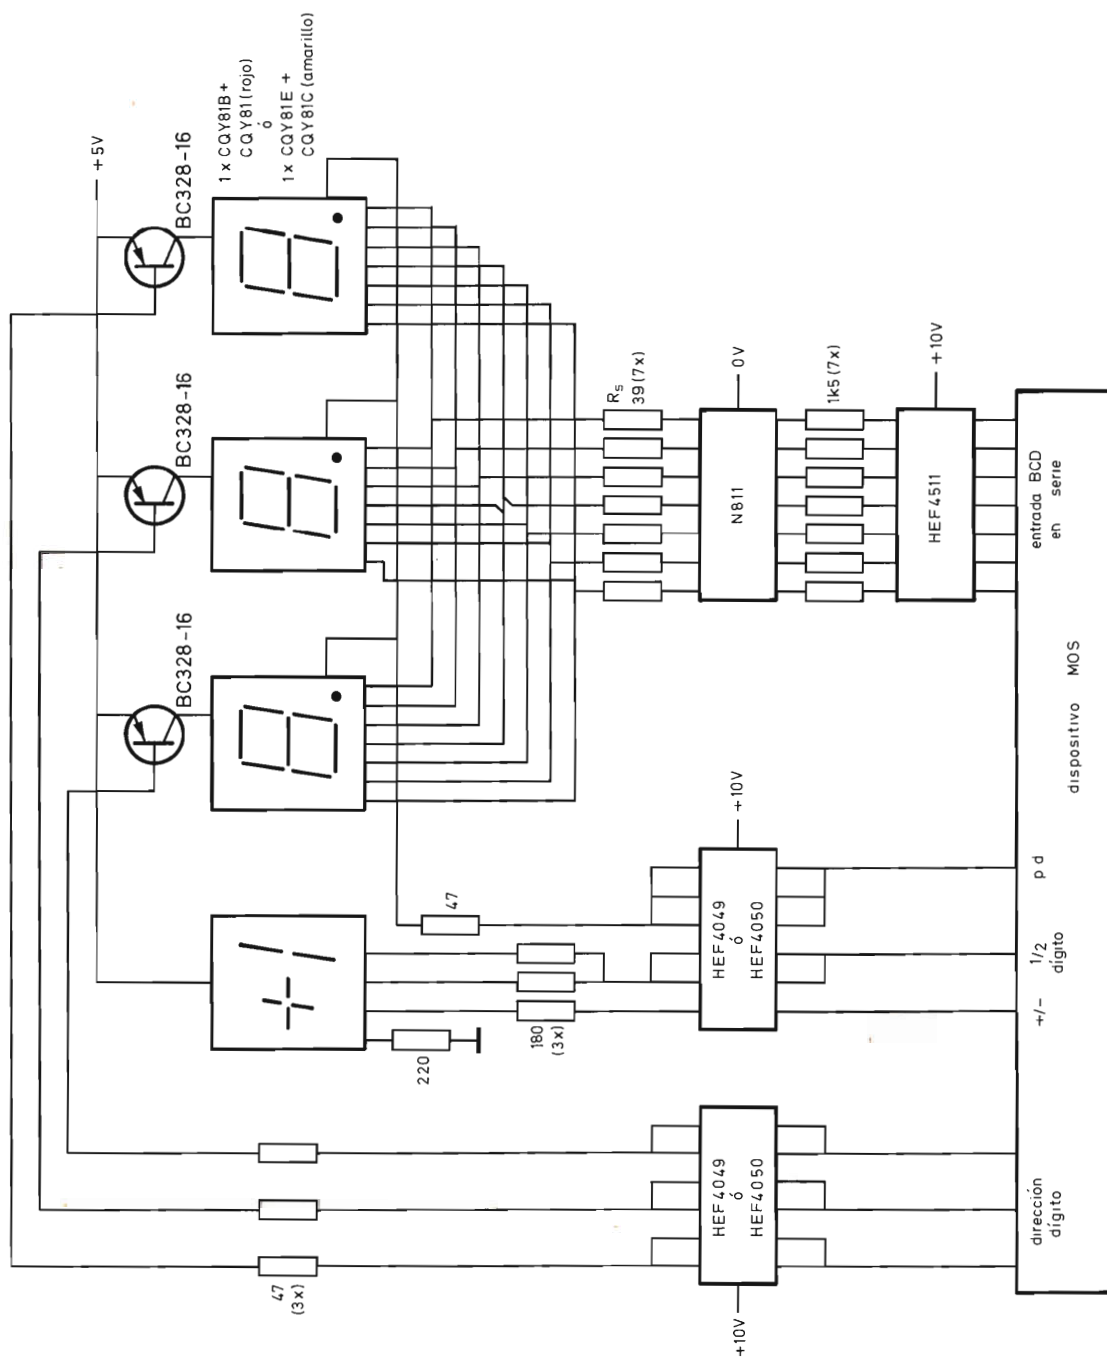 1 x CQY81B +
CQY81 (rojo)
ó
1 x CQY81E +
CQY81C (amarillo)
+5V
BC328-16
BC328-16
BC328-16
Rs
39 (7x)
0V
N811
1k5 (7x)
+10V
HEF4511
entrada BCD
en serie
47
220
180
(3x)
+10V
HEF4049
ó
HEF4050
p d
1/2
dígito
+/-
dispositivo MOS
47
(3x)
HEF4049
ó
HEF4050
+10V
dirección
dígito